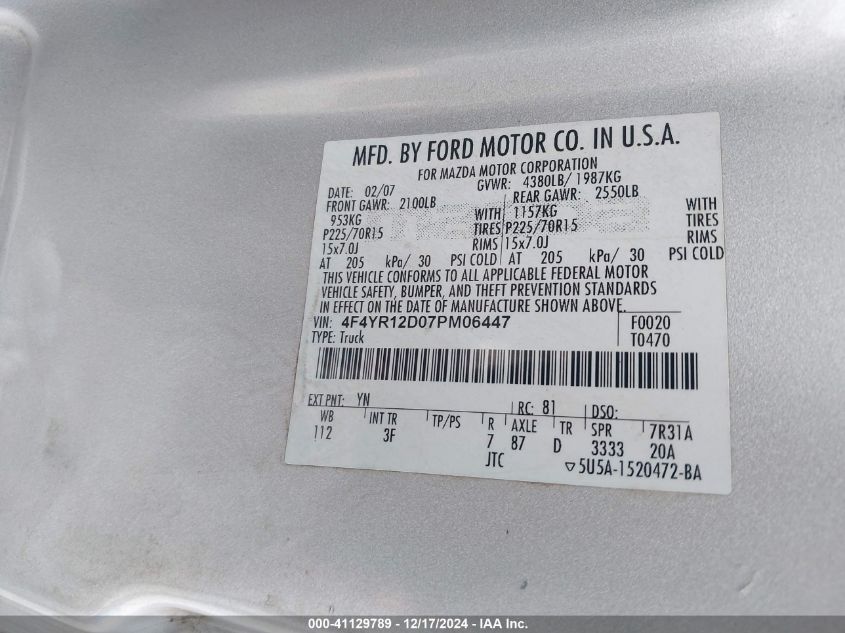 MFD. BY FORD MOTOR CO. IN U.S.A.
FOR MAZDA MOTOR CORPORATION
DATE: 02/07 GVWR: 4380LB/ 1987KG
FRONT GAWR: 2100LB REAR GAWR: 2550LB
953KG WITH 1157KG WITH
P225/70R15 TIRES P225/70R15 TIRES
15x7.0J RIMS 15x7.0J RIMS
AT 205 kPa/ 30 PSI COLD AT 205 kPa/ 30 PSI COLD
THIS VEHICLE CONFORMS TO ALL APPLICABLE FEDERAL MOTOR
VEHICLE SAFETY, BUMPER, AND THEFT PREVENTION STANDARDS
IN EFFECT ON THE DATE OF MANUFACTURE SHOWN ABOVE.
VIN: 4F4YR12D07PM06447 F0020
TYPE: Truck T0470
EXT PNT: YN RC: 81 DSO:
WB INT TR TP/PS R AXLE TR SPR 7R31A
112 3F 7 87 D 3333 20A
JTC ▽5U5A-1520472-BA
000-41129789 - 12/17/2024 - IAA Inc.